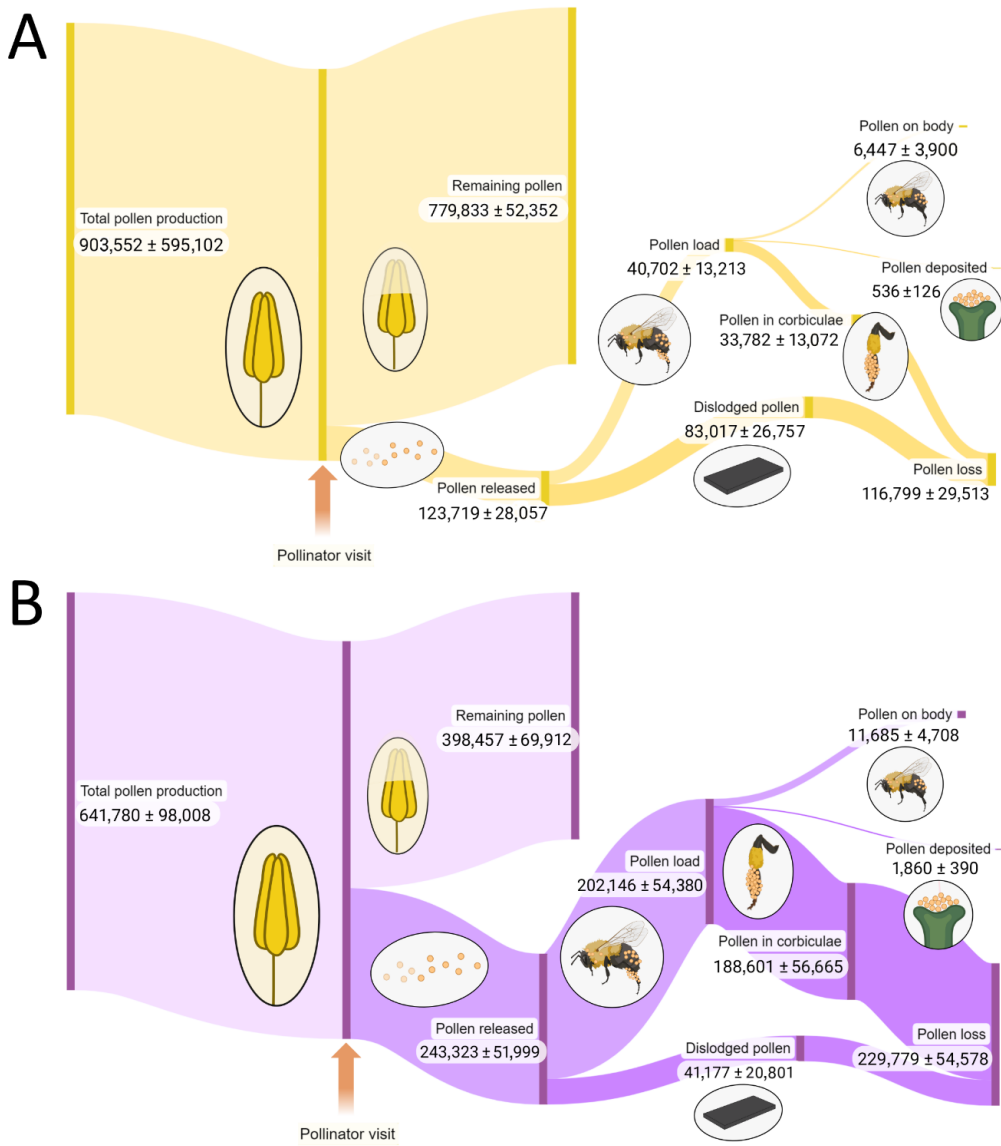 A
Pollen on body
6,447 ± 3,900
Remaining pollen
779,833 ± 52,352
Total pollen production
903,552 ± 595,102
Pollen load
40,702 ± 13,213
Pollen deposited
536 ±126
Pollen in corbiculae
33,782 ± 13,072
Dislodged pollen
83,017 ± 26,757
Pollen loss
116,799 ± 29,513
Pollen released
123,719 ± 28,057
Pollinator visit
B
Pollen on body
11,685 ± 4,708
Remaining pollen
398,457 ± 69,912
Total pollen production
641,780 ± 98,008
Pollen deposited
1,860 ± 390
Pollen load
202,146 ± 54,380
Pollen in corbiculae
188,601 ± 56,665
Pollen released
243,323 ± 51,999
Dislodged pollen
41,177 ± 20,801
Pollen loss
229,779 ± 54,578
Pollinator visit